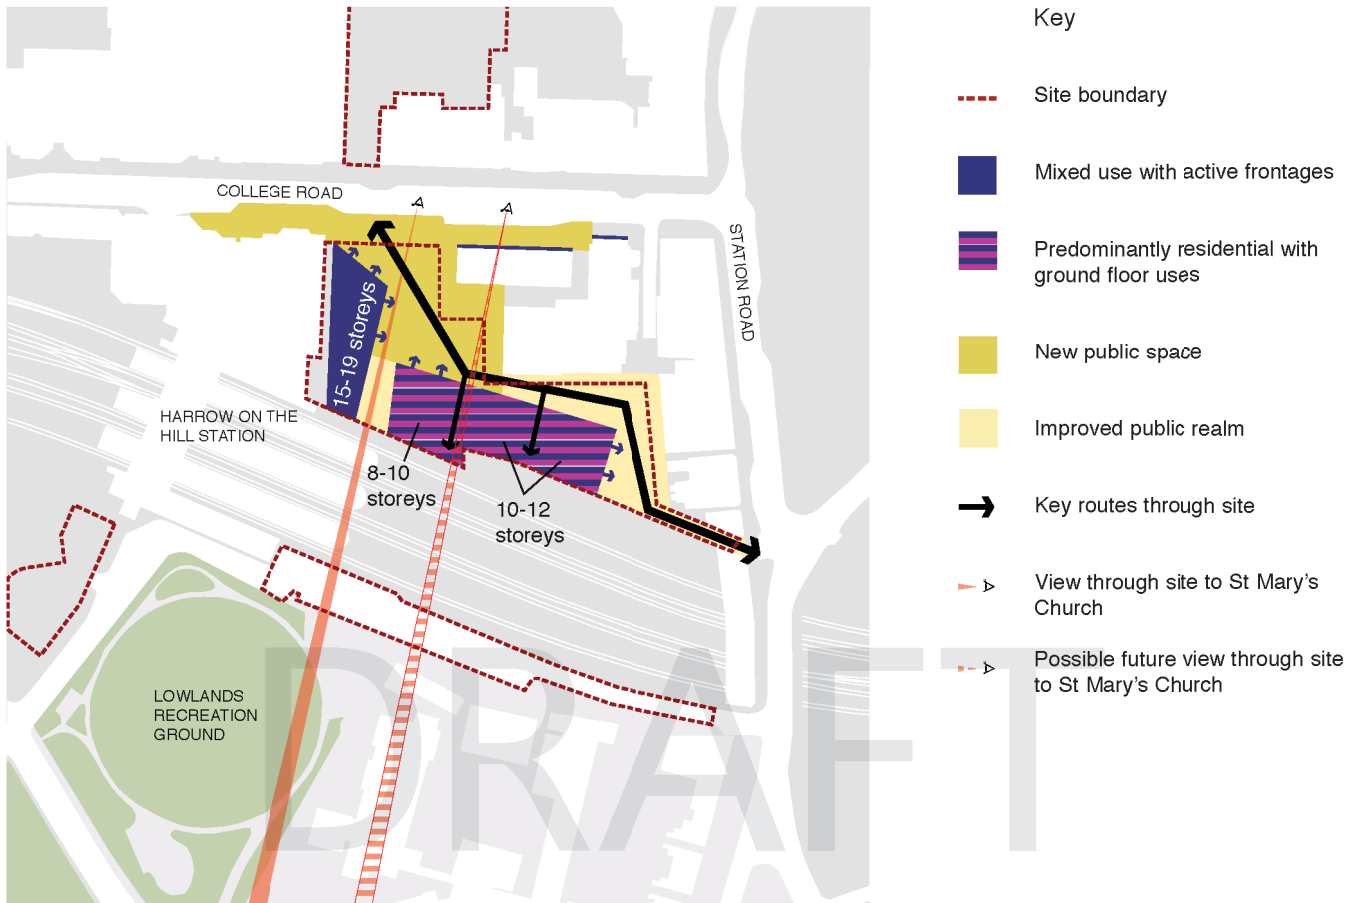 Key
Site boundary
Mixed use with active frontages
Predominantly residential with
ground floor uses
New public space
Improved public realm
Key routes through site
View through site to St Mary's
Church
Possible future view through site
to St Mary's Church
COLLEGE ROAD
STATION ROAD
15-19 storeys
HARROW ON THE
HILL STATION
8-10
storeys
10-12
storeys
LOWLANDS
RECREATION
GROUND
DRAFT